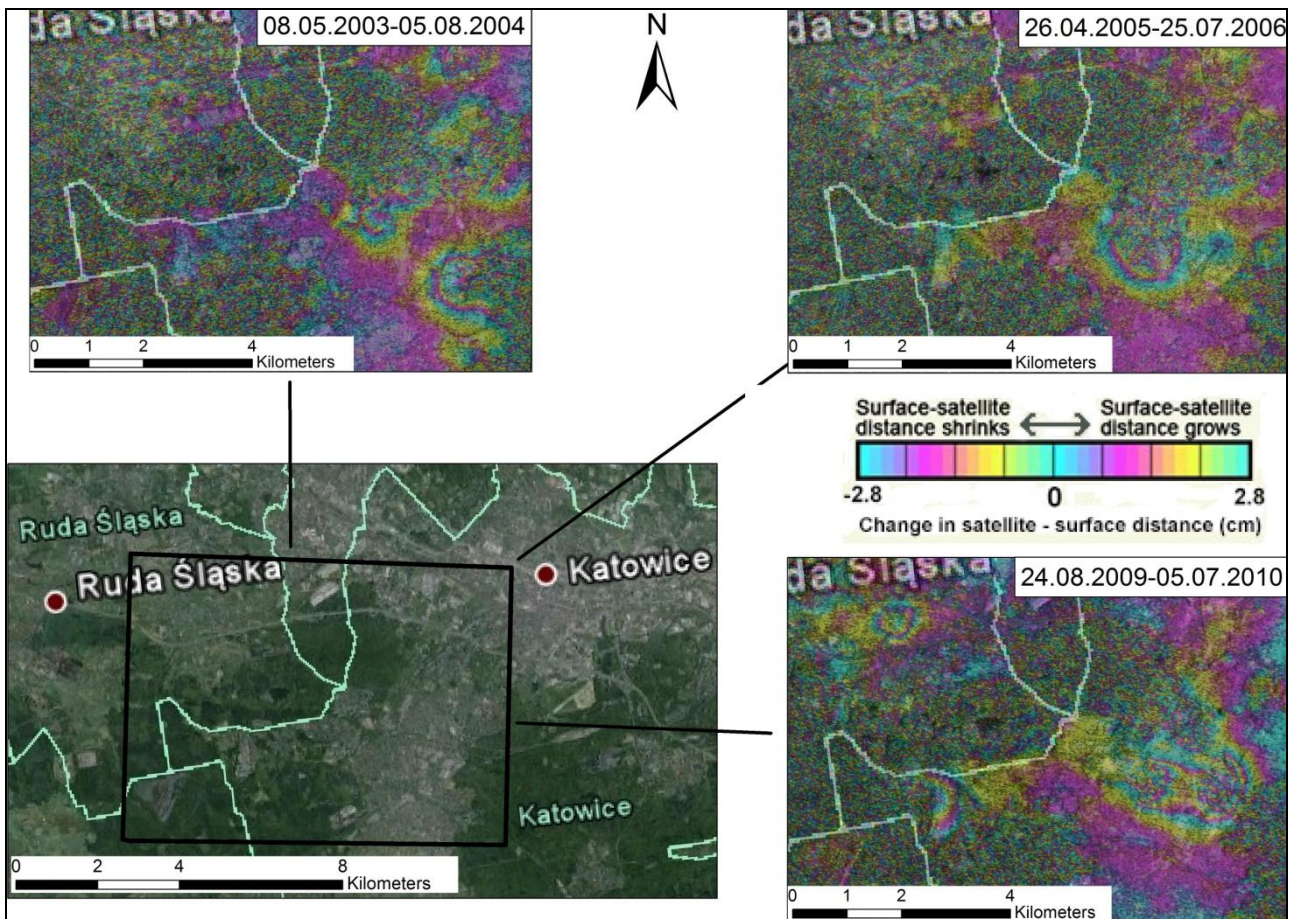 da Śląska
08.05.2003-05.08.2004
N
da Śląska
26.04.2005-25.07.2006
0 1 2 4
Kilometers
0 1 2 4
Kilometers
Surface-satellite
distance shrinks
Surface-satellite
distance grows
-2.8 0 2.8
Change in satellite - surface distance (cm)
Ruda Śląska
Ruda Śląska
Katowice
Katowice
0 2 4 8
Kilometers
da Śląska
24.08.2009-05.07.2010
0 1 2 4
Kilometers